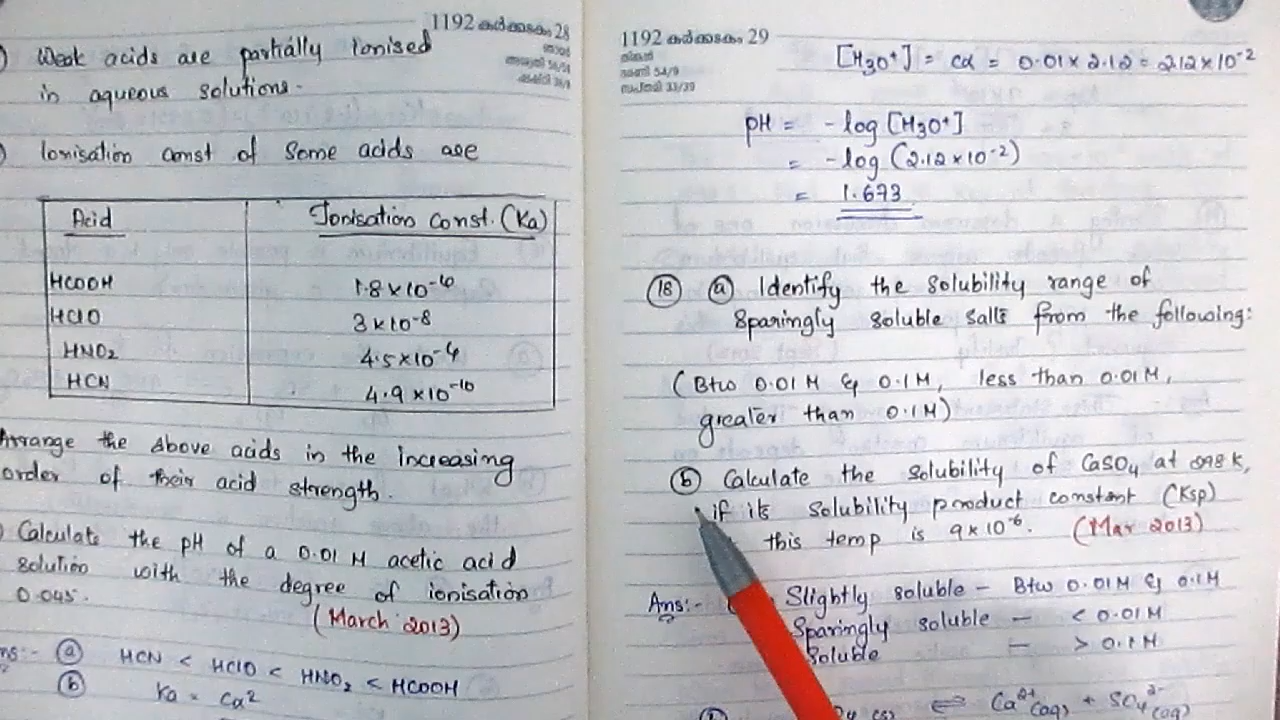 1192 കർക്കടകം 28
Weak acids are partially Ionised
in aqueous solutions.
Ionisation const of Some acids are
Acid Ionisation Const. (Ka)
HCOOH 1.8 x 10⁻⁴
HClO 3 x 10⁻⁸
HNO₂ 4.5 x 10⁻⁴
HCN 4.9 x 10⁻¹⁰
Arrange the above acids in the increasing
order of their acid strength.
Calculate the pH of a 0.01 M acetic acid
solution with the degree of ionisation
0.045.
(March 2013)
Ans:- (a) HCN < HClO < HNO₂ < HCOOH
(b) Ka = Cα²
1192 കർക്കടകം 29
[H₃O⁺] = cα = 0.01 x 2.12 = 2.12 x 10⁻²
pH = - log [H₃O⁺]
= - log (2.12 x 10⁻²)
= 1.673
(18) (a) Identify the solubility range of
Sparingly soluble salts from the following:
(Btw 0.01 M & 0.1 M, less than 0.01 M,
greater than 0.1 M)
(b) Calculate the solubility of CaSO₄ at 298 K,
if its solubility product constant (Ksp)
this temp is 9 x 10⁻⁶. (Mar 2013)
Ans:- Slightly soluble - Btw 0.01 M & 0.1 M
Sparingly soluble - < 0.01 M
Soluble - > 0.1 M
⇌ Ca²⁺(aq) + SO₄²⁻(aq)